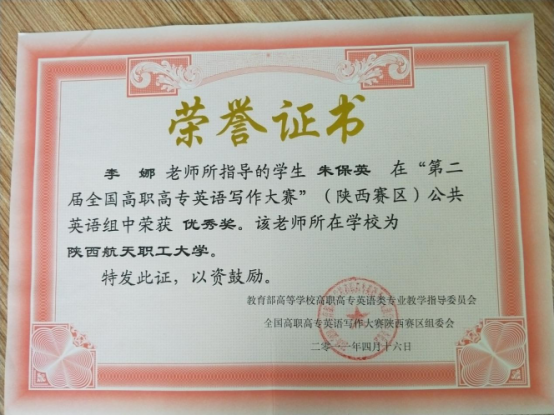 荣誉证书
李 娜 老师所指导的学生 朱保英 在“第二
届全国高职高专英语写作大赛”（陕西赛区）公共
英语组中荣获 优秀奖。该老师所在学校为
陕西航天职工大学。
特发此证，以资鼓励。
教育部高等学校高职高专英语类专业教学指导委员会
全国高职高专英语写作大赛陕西赛区组委会
二零一一年四月十六日